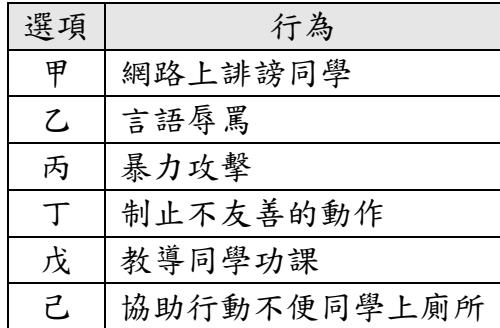 選項 行為
甲 網路上誹謗同學
乙 言語辱罵
丙 暴力攻擊
丁 制止不友善的動作
戊 教導同學功課
己 協助行動不便同學上廁所